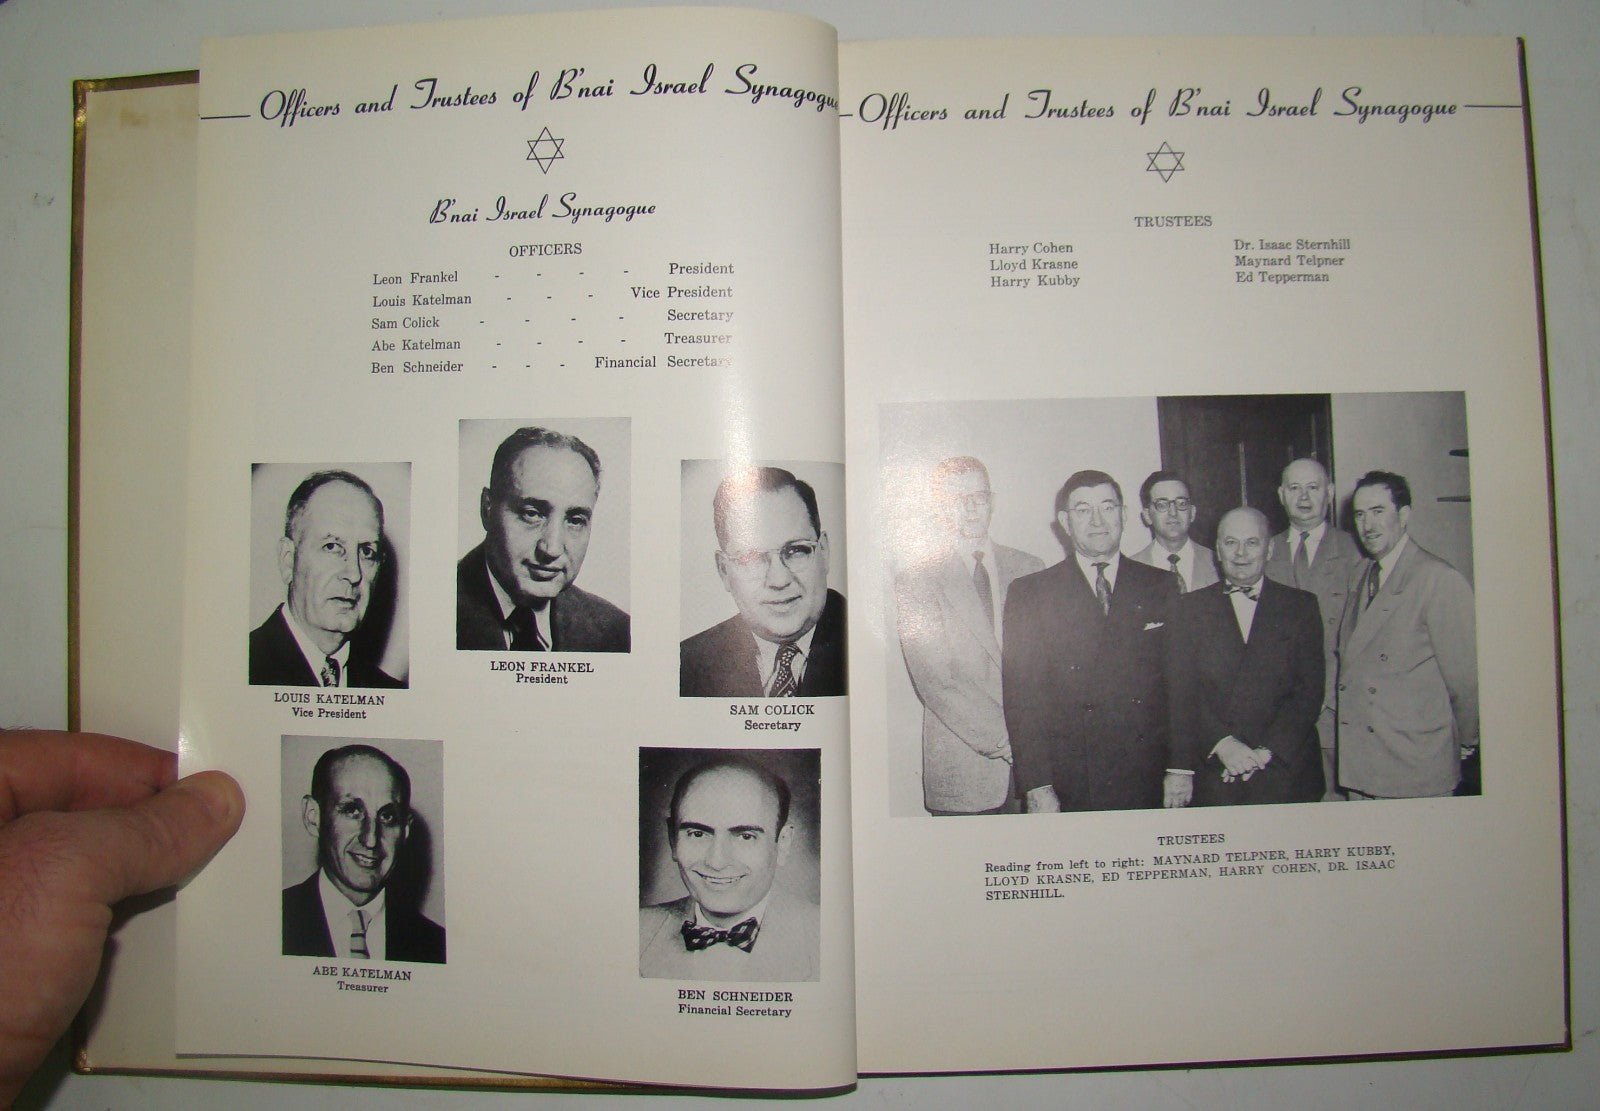 Officers and Trustees of B'nai Israel Synagogue
B'nai Israel Synagogue
OFFICERS
Leon Frankel - - - - President
Louis Katelman - - - Vice President
Sam Colick - - - - Secretary
Abe Katelman - - - - Treasurer
Ben Schneider - - - Financial Secretary
LEON FRANKEL
President
LOUIS KATELMAN
Vice President
SAM COLICK
Secretary
ABE KATELMAN
Treasurer
BEN SCHNEIDER
Financial Secretary
Officers and Trustees of B'nai Israel Synagogue
TRUSTEES
Harry Cohen Dr. Isaac Sternhill
Lloyd Krasne Maynard Telpner
Harry Kubby Ed Tepperman
TRUSTEES
Reading from left to right: MAYNARD TELPNER, HARRY KUBBY,
LLOYD KRASNE, ED TEPPERMAN, HARRY COHEN, DR. ISAAC
STERNHILL.